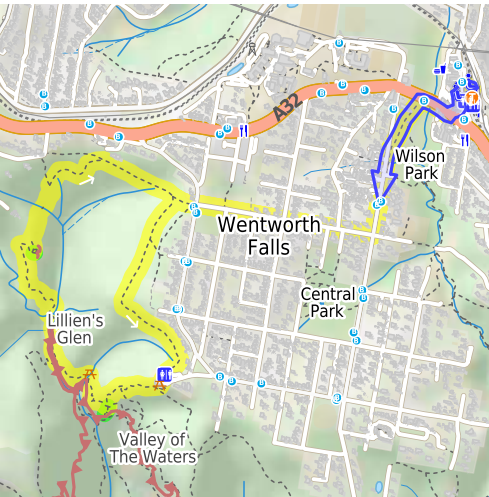 A32
Wilson
Park
Wentworth
Falls
Central
Park
Lillien's
Glen
Valley of
The Waters